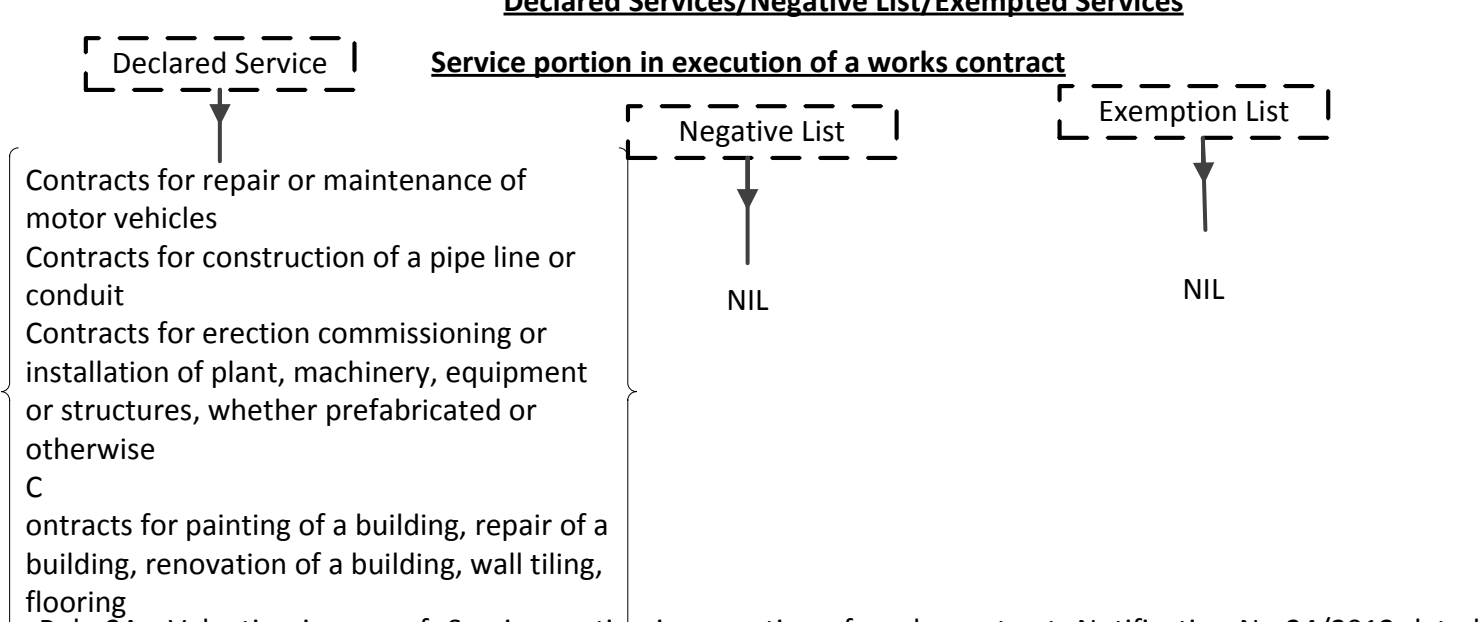 Declared Services/Negative List/Exempted Services
Service portion in execution of a works contract
Declared Service
Negative List
Exemption List
Contracts for repair or maintenance of
motor vehicles
Contracts for construction of a pipe line or
conduit
Contracts for erection commissioning or
installation of plant, machinery, equipment
or structures, whether prefabricated or
otherwise
C
ontracts for painting of a building, repair of a
building, renovation of a building, wall tiling,
flooring
NIL
NIL